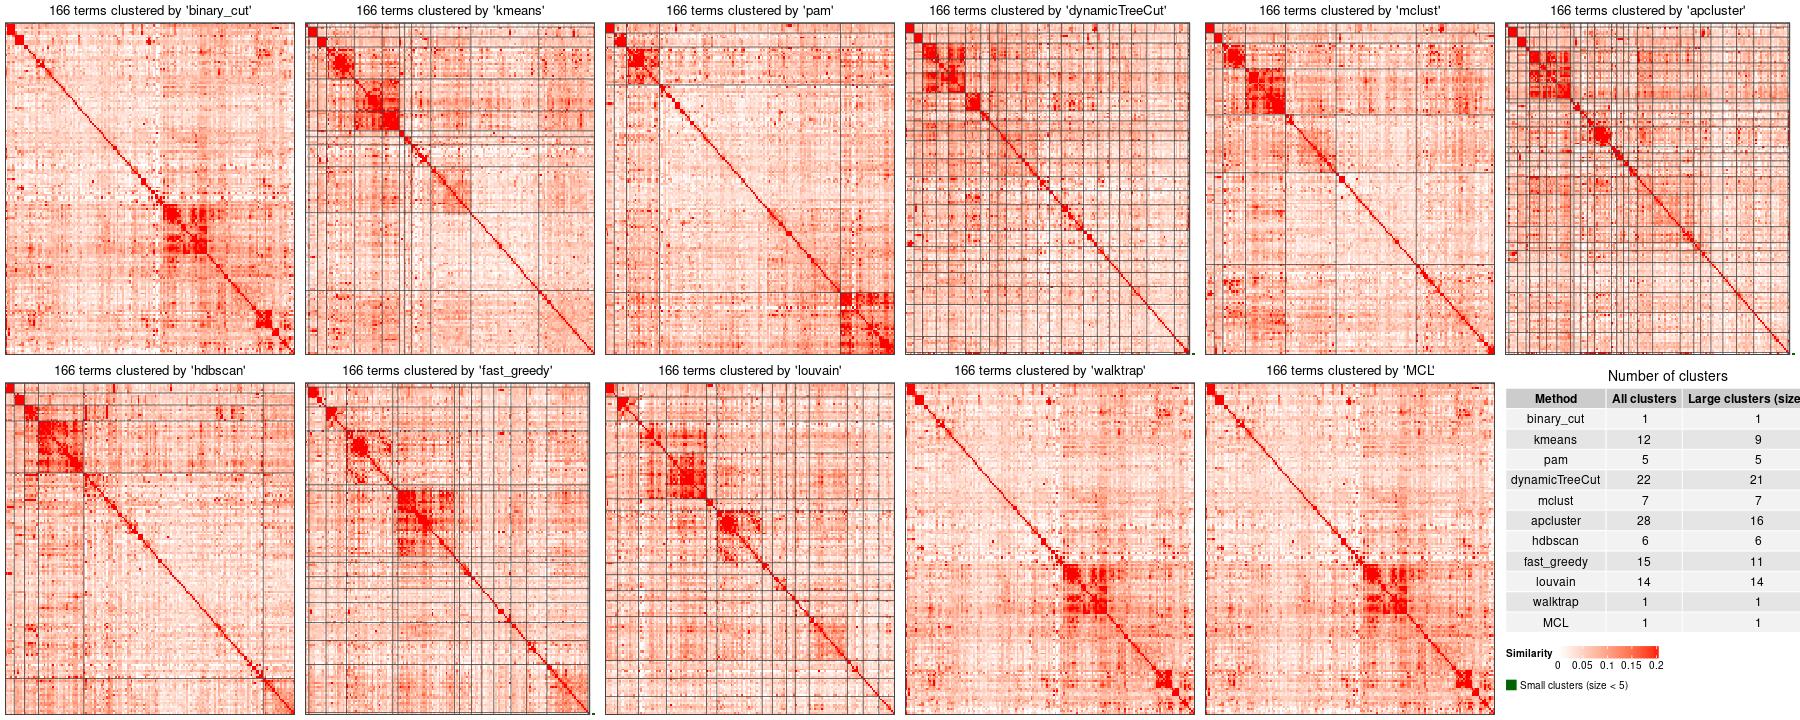 166 terms clustered by 'binary_cut'
166 terms clustered by 'kmeans'
166 terms clustered by 'pam'
166 terms clustered by 'dynamicTreeCut'
166 terms clustered by 'mclust'
166 terms clustered by 'apcluster'
166 terms clustered by 'hdbscan'
166 terms clustered by 'fast_greedy'
166 terms clustered by 'louvain'
166 terms clustered by 'walktrap'
166 terms clustered by 'MCL'
Number of clusters
Method All clusters Large clusters (size
binary_cut 1 1
kmeans 12 9
pam 5 5
dynamicTreeCut 22 21
mclust 7 7
apcluster 28 16
hdbscan 6 6
fast_greedy 15 11
louvain 14 14
walktrap 1 1
MCL 1 1
Similarity
0 0.05 0.1 0.15 0.2
Small clusters (size < 5)